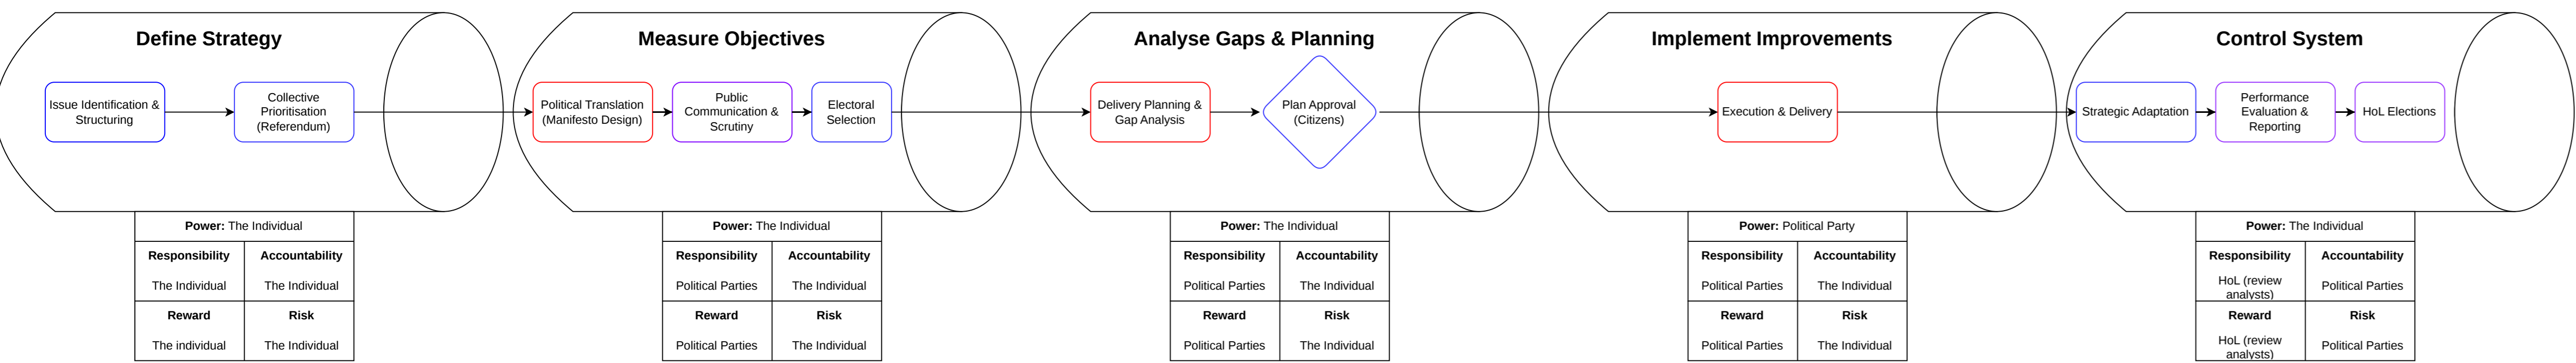 Define Strategy
Issue Identification &
Structuring
Collective
Prioritisation
(Referendum)
Power: The Individual
Responsibility
Accountability
The Individual
The Individual
Reward
Risk
The individual
The Individual
Measure Objectives
Political Translation
(Manifesto Design)
Public
Communication &
Scrutiny
Electoral
Selection
Power: The Individual
Responsibility
Accountability
Political Parties
The Individual
Reward
Risk
Political Parties
The Individual
Analyse Gaps & Planning
Delivery Planning &
Gap Analysis
Plan Approval
(Citizens)
Power: The Individual
Responsibility
Accountability
Political Parties
The Individual
Reward
Risk
Political Parties
The Individual
Implement Improvements
Execution & Delivery
Power: Political Party
Responsibility
Accountability
Political Parties
The Individual
Reward
Risk
Political Parties
The Individual
Control System
Strategic Adaptation
Performance
Evaluation &
Reporting
HoL Elections
Power: The Individual
Responsibility
Accountability
HoL (review
analysts)
Political Parties
Reward
Risk
HoL (review
analysts)
Political Parties